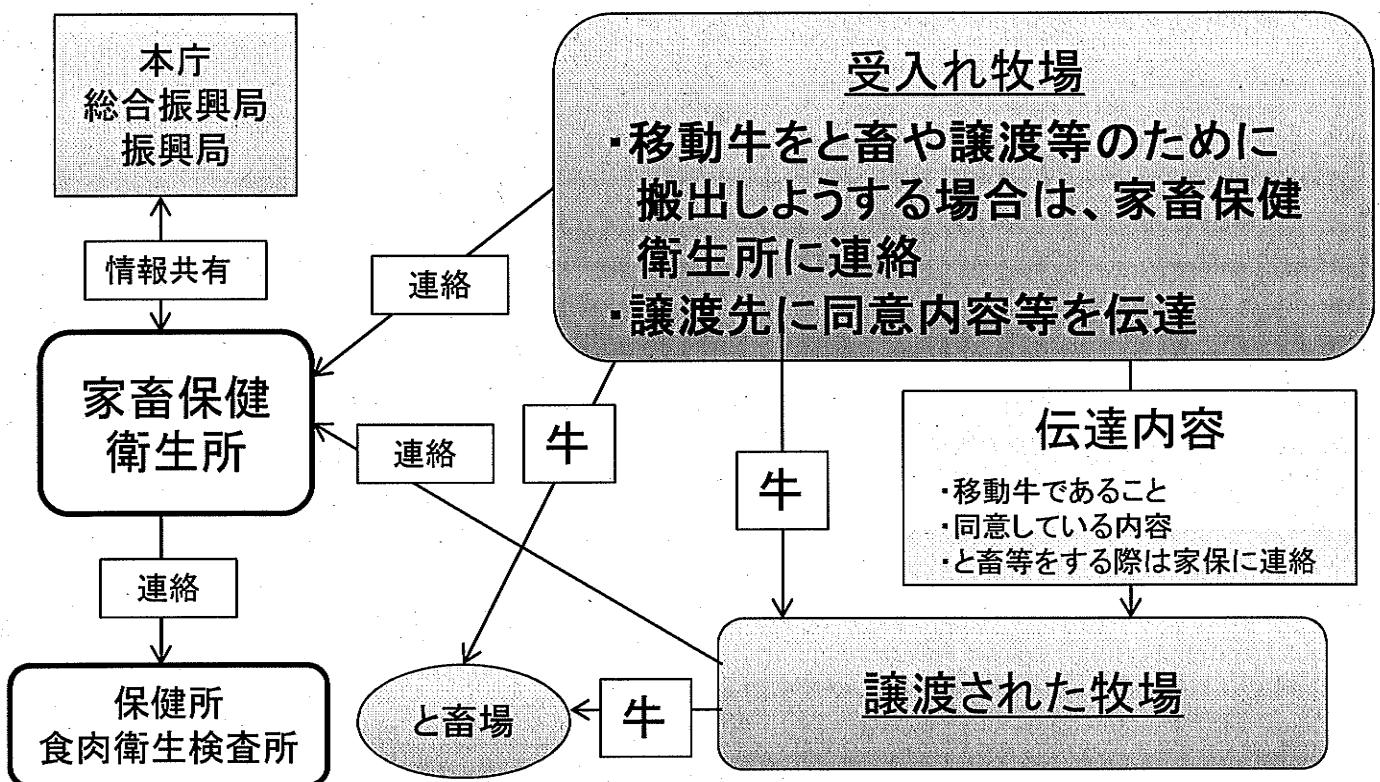 本庁
総合振興局
振興局
情報共有
家畜保健
衛生所
連絡
保健所
食肉衛生検査所
受入れ牧場
・移動牛をと畜や譲渡等のために
搬出しようする場合は、家畜保健
衛生所に連絡
・譲渡先に同意内容等を伝達
連絡
連絡
牛
牛
伝達内容
・移動牛であること
・同意している内容
・と畜等をする際は家保に連絡
と畜場
牛
譲渡された牧場